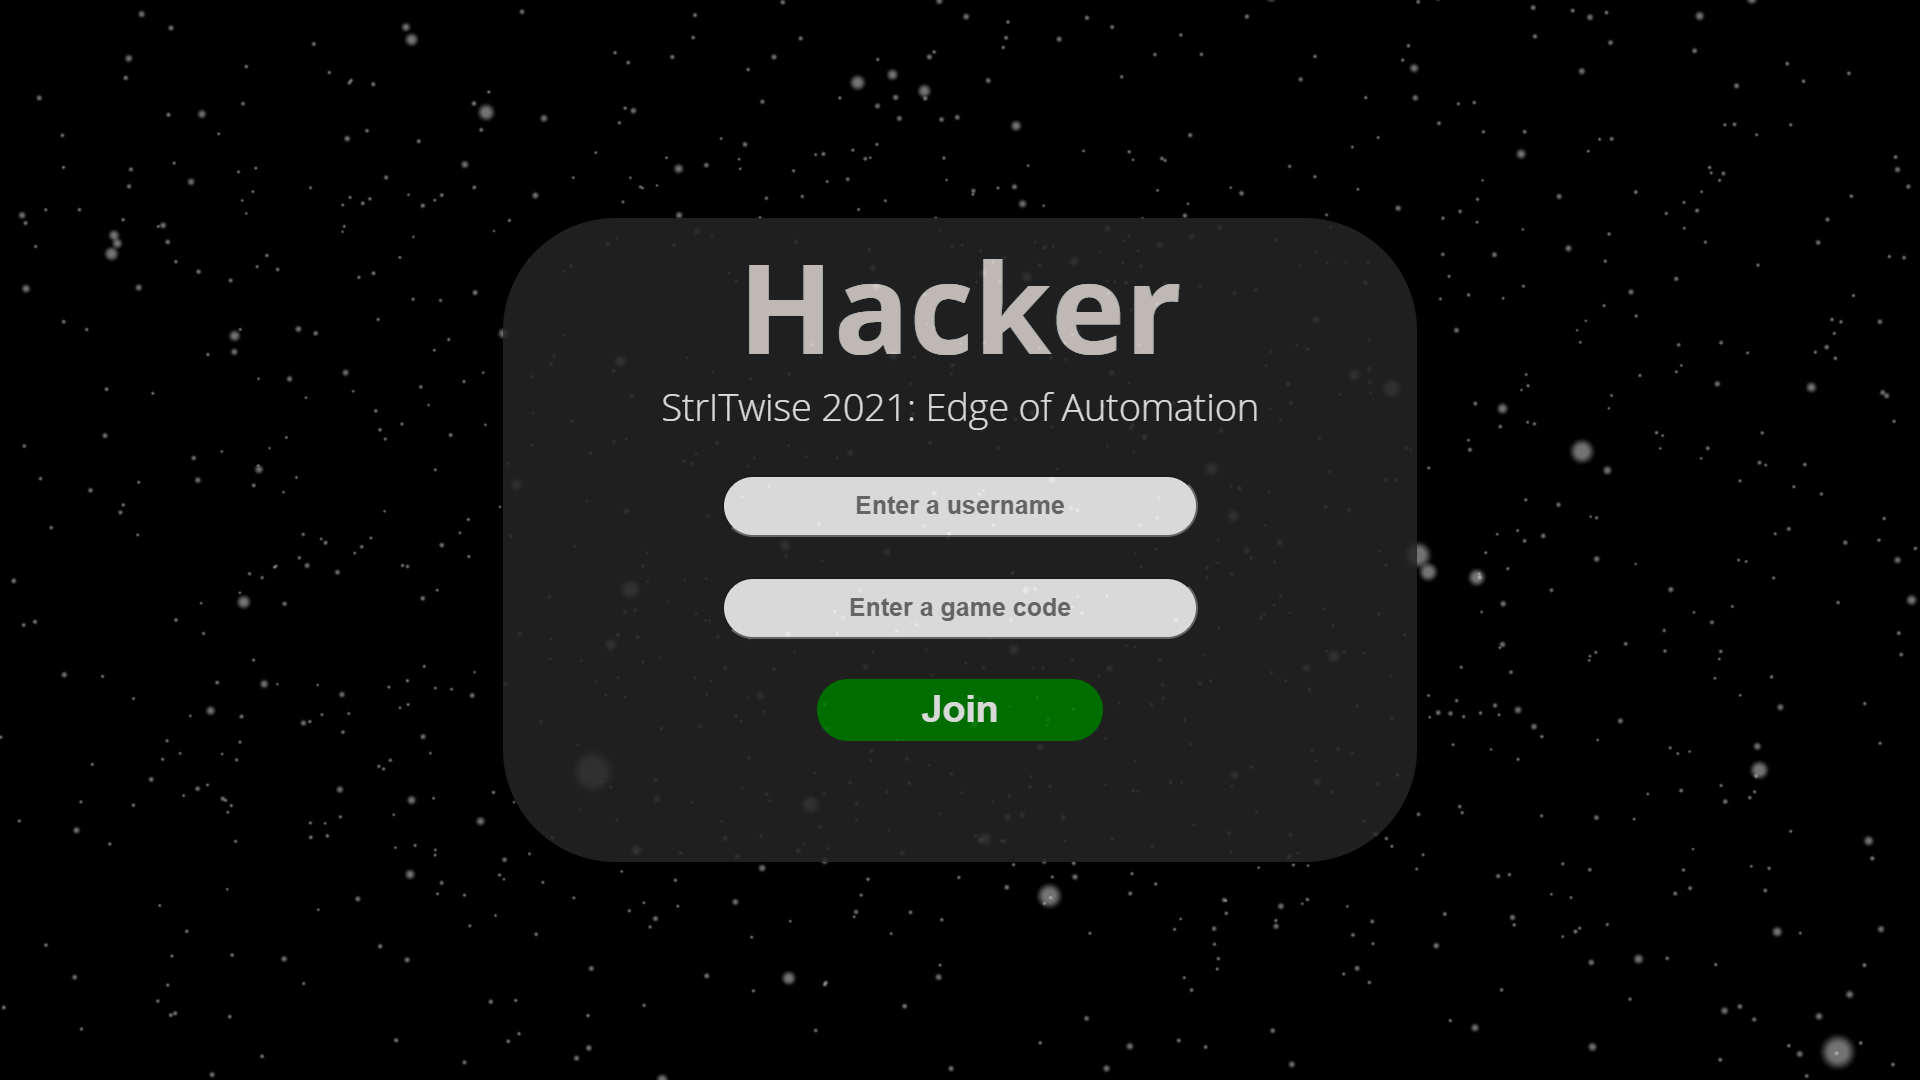 Hacker
StrITwise 2021: Edge of Automation
Enter a username
Enter a game code
Join